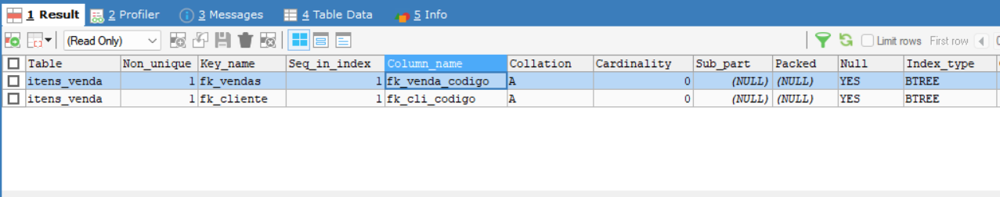 1 Result 2 Profiler 3 Messages 4 Table Data 5 Info
(Read Only) Limit rows First row
Table Non_unique Key_name Seq_in_index Column_name Collation Cardinality Sub_part Packed Null Index_type
itens_venda 1 fk_vendas 1 fk_venda_codigo A 0 (NULL) (NULL) YES BTREE
itens_venda 1 fk_cliente 1 fk_cli_codigo A 0 (NULL) (NULL) YES BTREE